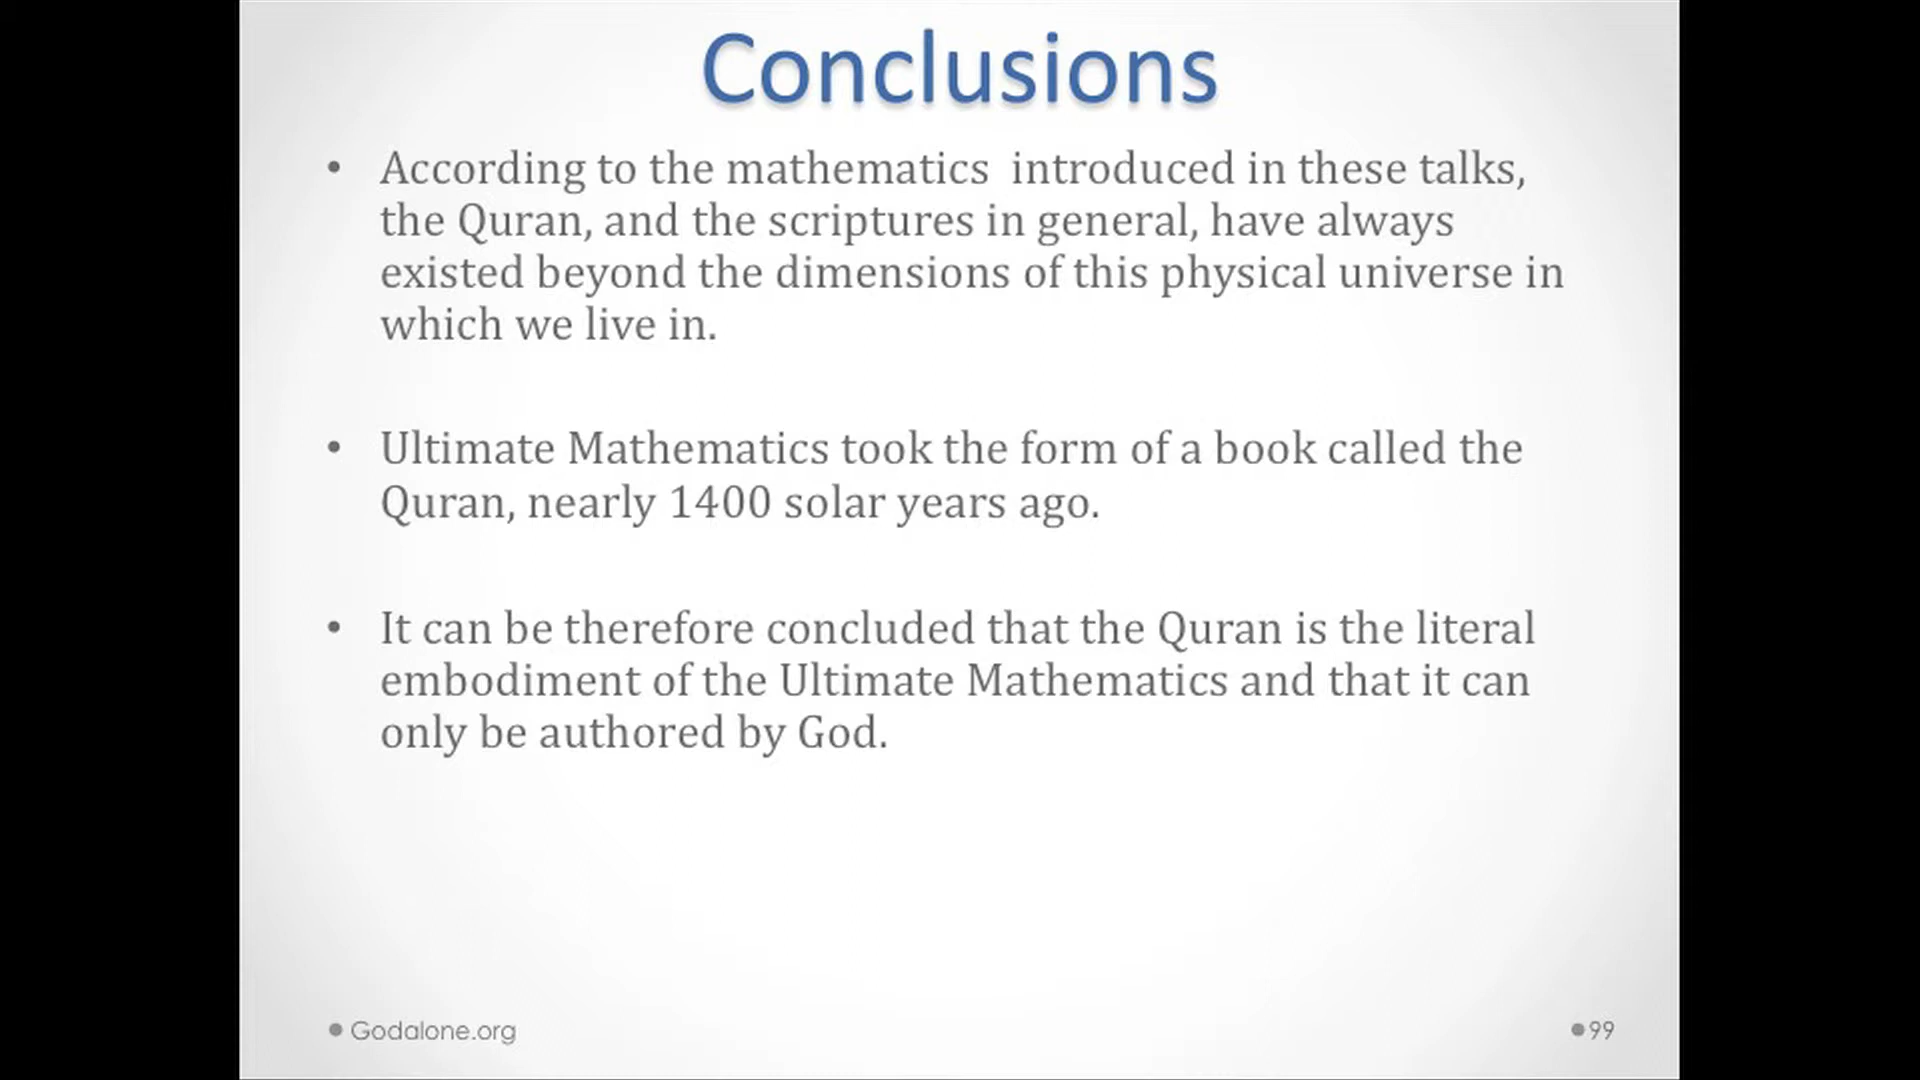 Conclusions
• According to the mathematics  introduced in these talks,
the Quran, and the scriptures in general, have always
existed beyond the dimensions of this physical universe in
which we live in.
• Ultimate Mathematics took the form of a book called the
Quran, nearly 1400 solar years ago.
• It can be therefore concluded that the Quran is the literal
embodiment of the Ultimate Mathematics and that it can
only be authored by God.
● Godalone.org
●99